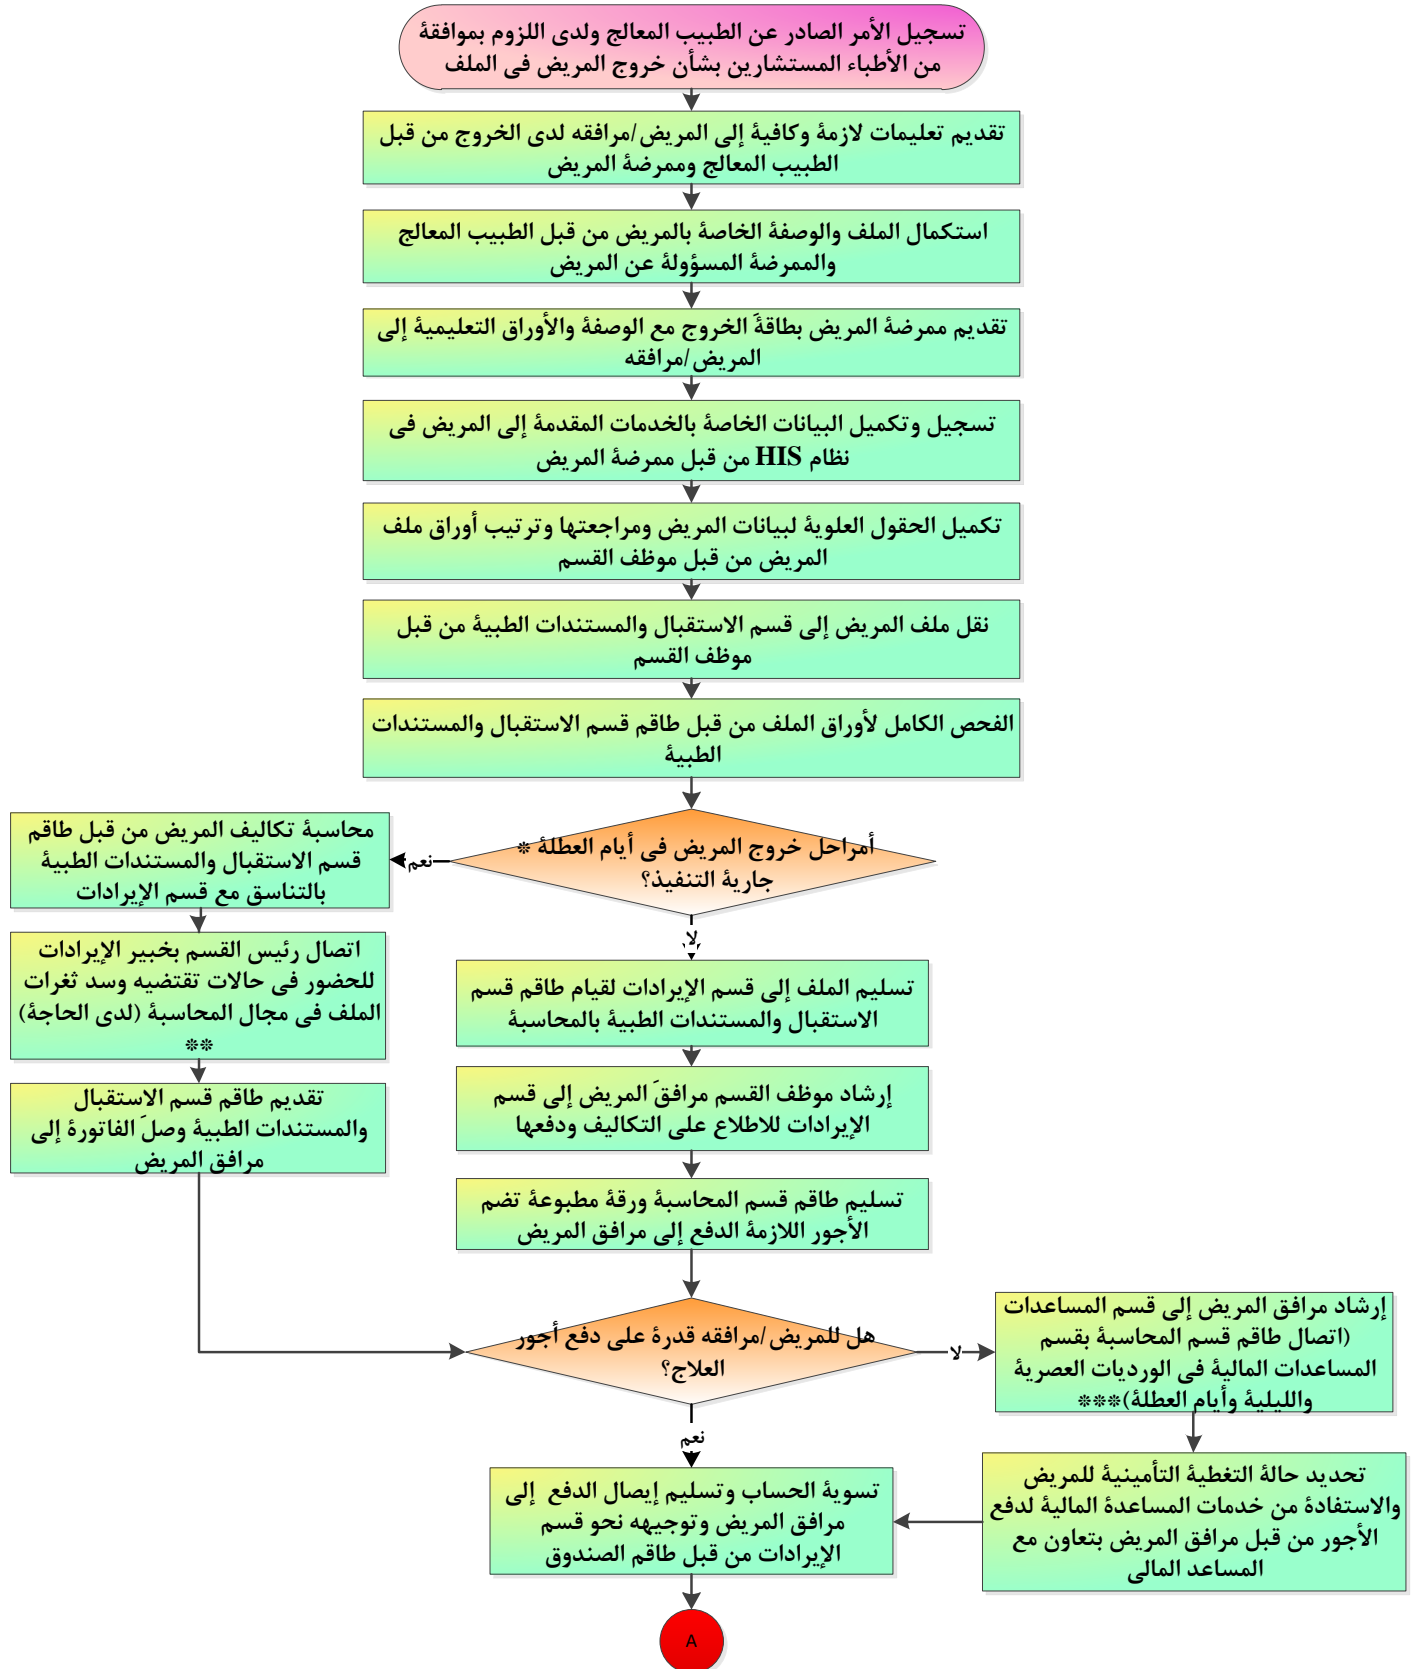 تسجيل الأمر الصادر عن الطبيب المعالج ولدى اللزوم بموافقة
من الأطباء المستشارين بشأن خروج المريض فى الملف
تقديم تعليمات لازمة وكافية إلى المريض/مرافقه لدى الخروج من قبل
الطبيب المعالج وممرضة المريض
استكمال الملف والوصفة الخاصة بالمريض من قبل الطبيب المعالج
والممرضة المسؤولة عن المريض
تقديم ممرضة المريض بطاقةَ الخروج مع الوصفة والأوراق التعليمية إلى
المريض/مرافقه
تسجيل وتكميل البيانات الخاصة بالخدمات المقدمة إلى المريض فى
نظام HIS من قبل ممرضة المريض
تكميل الحقول العلوية لبيانات المريض ومراجعتها وترتيب أوراق ملف
المريض من قبل موظف القسم
نقل ملف المريض إلى قسم الاستقبال والمستندات الطبية من قبل
موظف القسم
الفحص الكامل لأوراق الملف من قبل طاقم قسم الاستقبال والمستندات
الطبية
أمراحل خروج المريض فى أيام العطلة *
جارية التنفيذ؟
نعم
محاسبة تكاليف المريض من قبل طاقم
قسم الاستقبال والمستندات الطبية
بالتناسق مع قسم الإيرادات
اتصال رئيس القسم بخبير الإيرادات
للحضور فى حالات تقتضيه وسد ثغرات
الملف فى مجال المحاسبة (لدى الحاجة)
**
تقديم طاقم قسم الاستقبال
والمستندات الطبية وصلَ الفاتورة إلى
مرافق المريض
لا
تسليم الملف إلى قسم الإيرادات لقيام طاقم قسم
الاستقبال والمستندات الطبية بالمحاسبة
إرشاد موظف القسم مرافقَ المريض إلى قسم
الإيرادات للاطلاع على التكاليف ودفعها
تسليم طاقم قسم المحاسبة ورقة مطبوعة تضم
الأجور اللازمة الدفع إلى مرافق المريض
هل للمريض/مرافقه قدرة على دفع أجور
العلاج؟
لا
إرشاد مرافق المريض إلى قسم المساعدات
(اتصال طاقم قسم المحاسبة بقسم
المساعدات المالية فى الورديات العصرية
والليلية وأيام العطلة)***
تحديد حالة التغطية التأمينية للمريض
والاستفادة من خدمات المساعدة المالية لدفع
الأجور من قبل مرافق المريض بتعاون مع
المساعد المالى
نعم
تسوية الحساب وتسليم إيصال الدفع إلى
مرافق المريض وتوجيهه نحو قسم
الإيرادات من قبل طاقم الصندوق
A